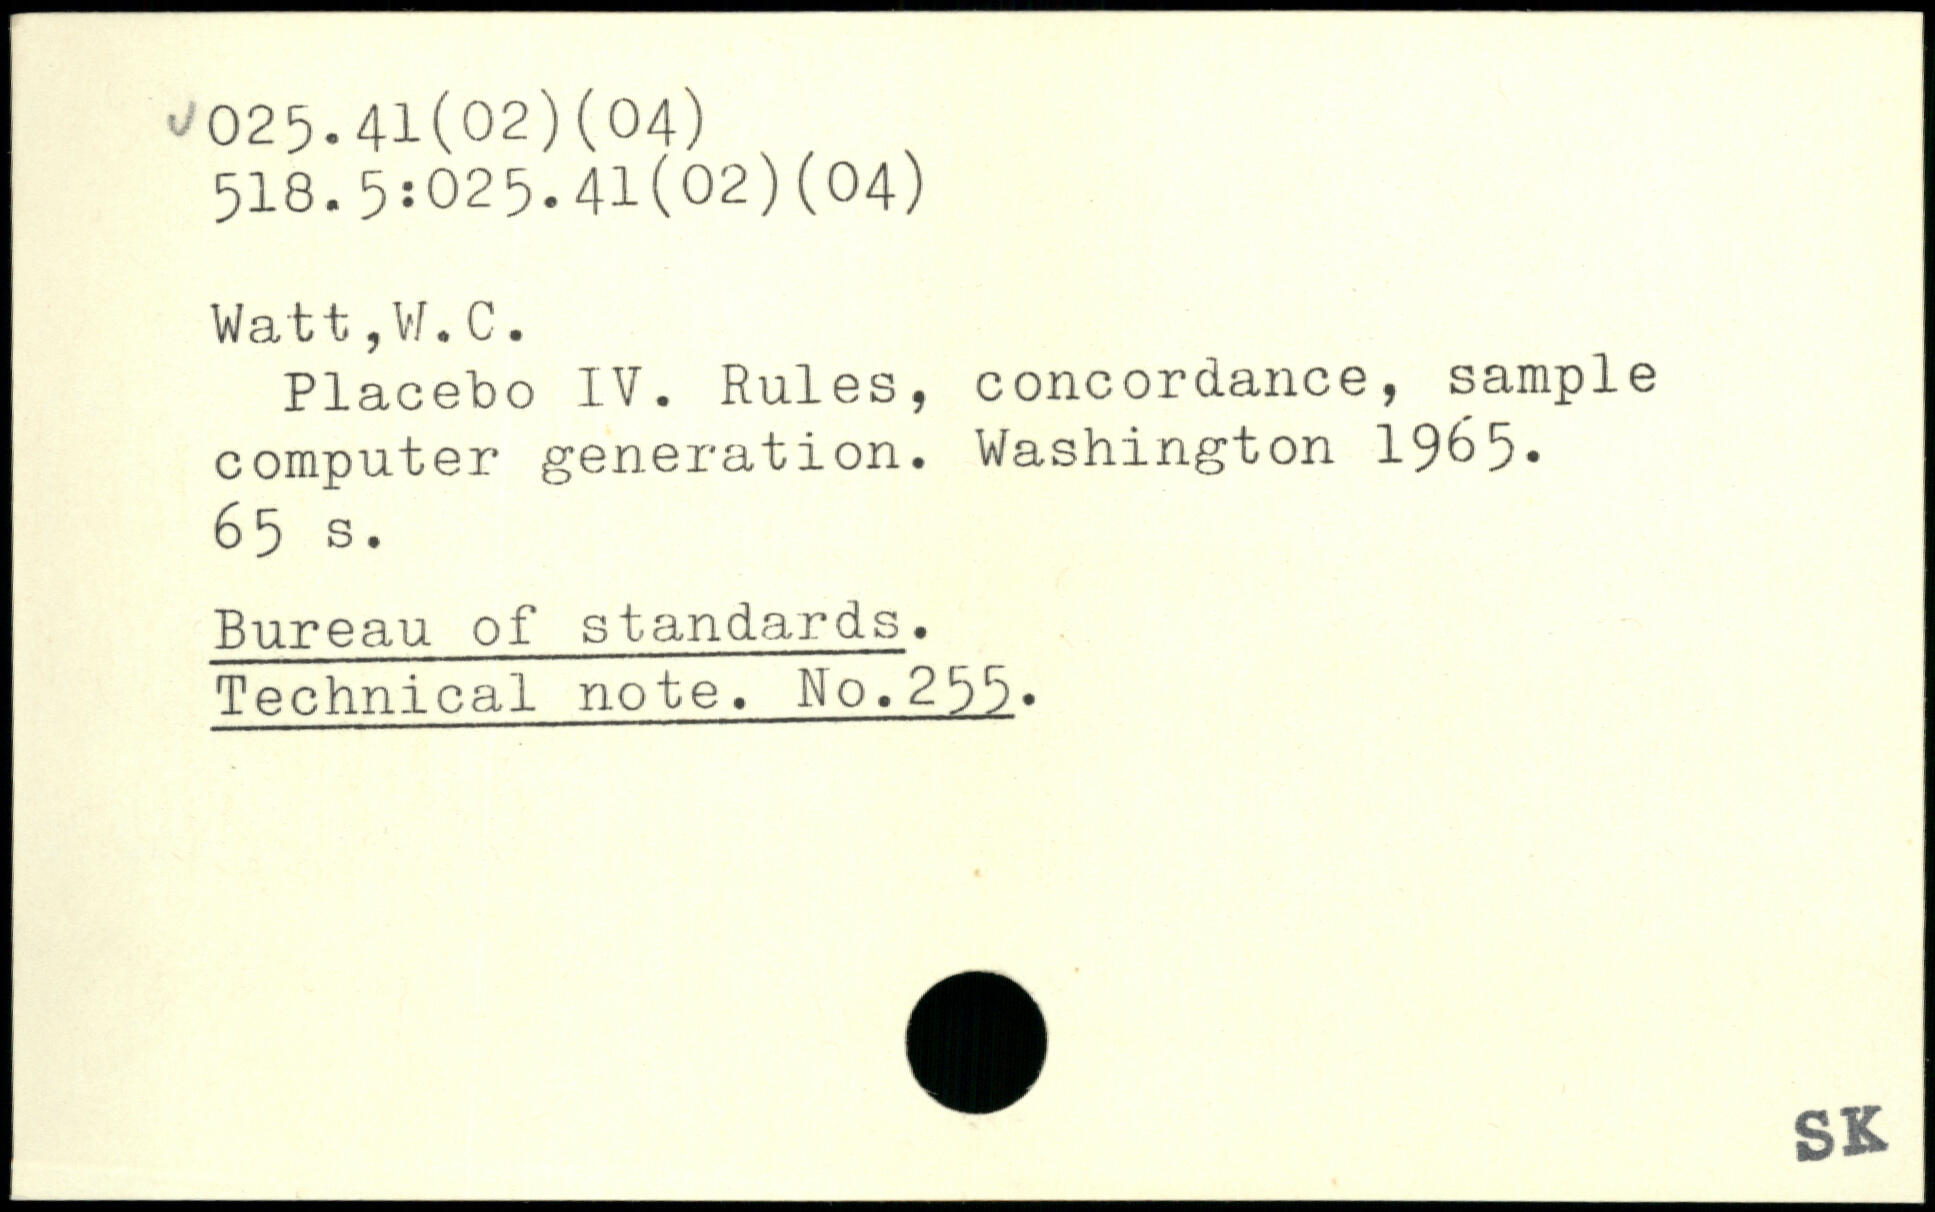 025.41(02)(04)
518.5:025.41(02)(04)
Watt,W.C.
Placebo IV. Rules, concordance, sample
computer generation. Washington 1965.
65 s.
Bureau of standards.
Technical note. No.255.
SK